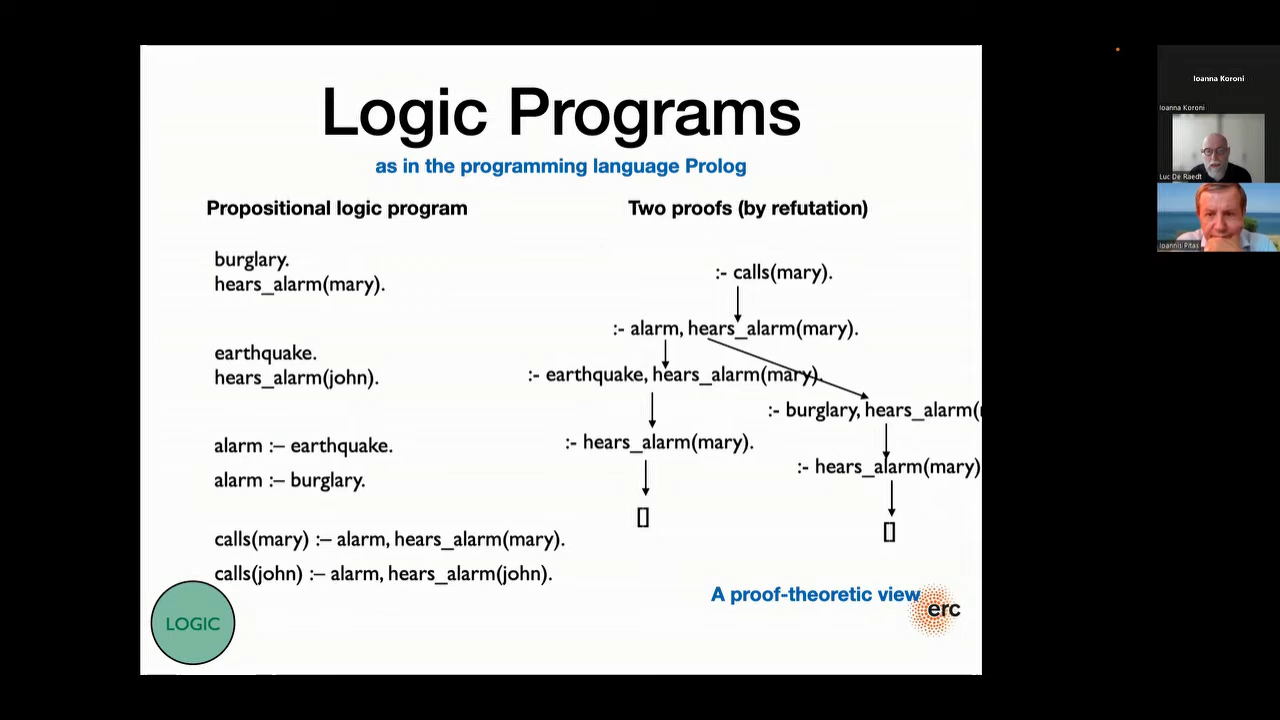 Logic Programs
as in the programming language Prolog
Propositional logic program
burglary.
hears_alarm(mary).
earthquake.
hears_alarm(john).
alarm :– earthquake.
alarm :– burglary.
calls(mary) :– alarm, hears_alarm(mary).
calls(john) :– alarm, hears_alarm(john).
LOGIC
Two proofs (by refutation)
:- calls(mary).
:- alarm, hears_alarm(mary).
:- earthquake, hears_alarm(mary).
:- burglary, hears_alarm(
:- hears_alarm(mary).
:- hears_alarm(mary)
[]
[]
A proof-theoretic view
erc
Ioanna Koroni
Ioanna Koroni
Luc De Raedt
Ioannis Pitas